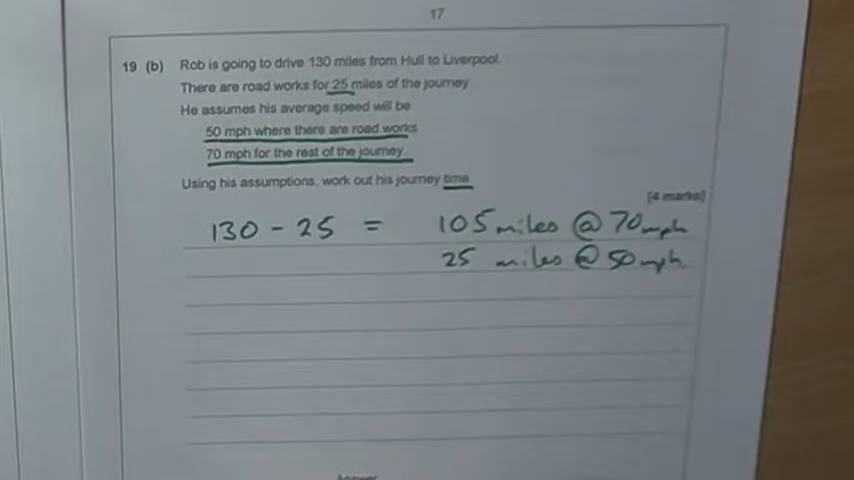 17
19 (b) Rob is going to drive 130 miles from Hull to Liverpool.
There are road works for 25 miles of the journey
He assumes his average speed will be
50 mph where there are road works
70 mph for the rest of the journey
Using his assumptions, work out his journey time
[4 marks]
130 - 25 = 105 miles @ 70mph
25 miles @ 50mph
Answer